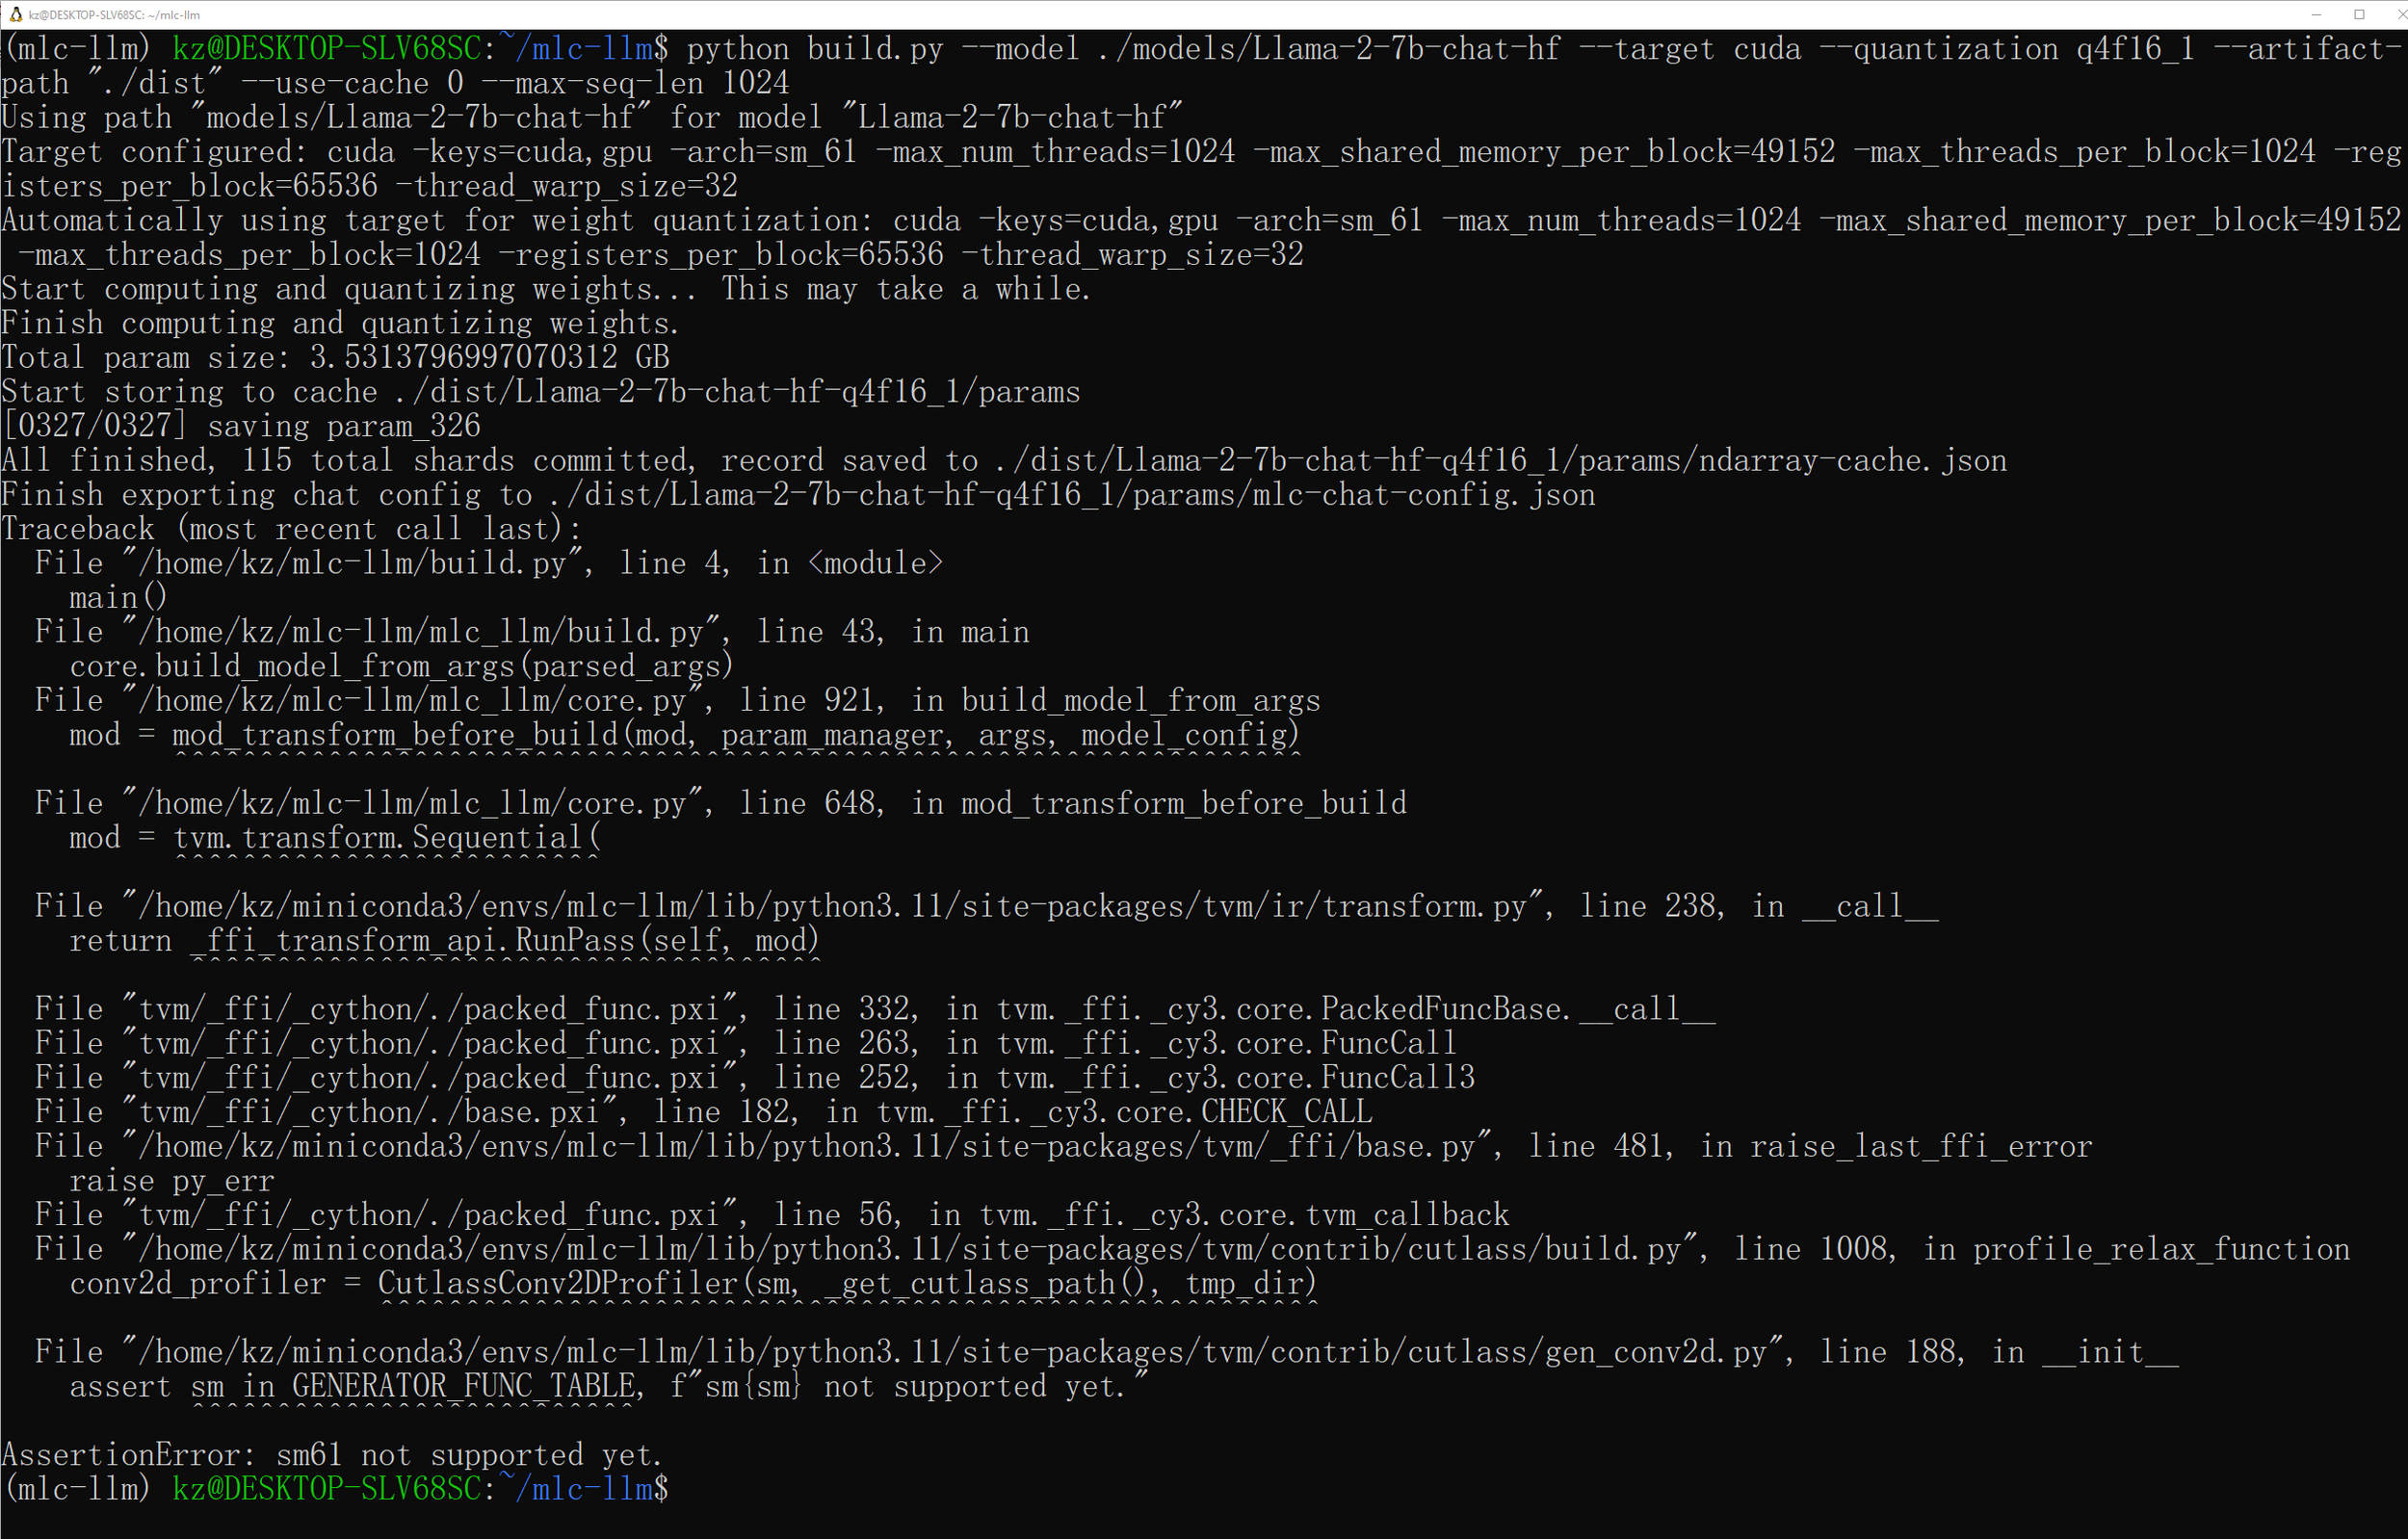 kz@DESKTOP-SLV68SC: ~/mlc-llm
(mlc-llm) kz@DESKTOP-SLV68SC:~/mlc-llm$ python build.py --model ./models/Llama-2-7b-chat-hf --target cuda --quantization q4f16_1 --artifact-
path "./dist" --use-cache 0 --max-seq-len 1024
Using path "models/Llama-2-7b-chat-hf" for model "Llama-2-7b-chat-hf"
Target configured: cuda -keys=cuda,gpu -arch=sm_61 -max_num_threads=1024 -max_shared_memory_per_block=49152 -max_threads_per_block=1024 -reg
isters_per_block=65536 -thread_warp_size=32
Automatically using target for weight quantization: cuda -keys=cuda,gpu -arch=sm_61 -max_num_threads=1024 -max_shared_memory_per_block=49152
 -max_threads_per_block=1024 -registers_per_block=65536 -thread_warp_size=32
Start computing and quantizing weights... This may take a while.
Finish computing and quantizing weights.
Total param size: 3.5313796997070312 GB
Start storing to cache ./dist/Llama-2-7b-chat-hf-q4f16_1/params
[0327/0327] saving param_326
All finished, 115 total shards committed, record saved to ./dist/Llama-2-7b-chat-hf-q4f16_1/params/ndarray-cache.json
Finish exporting chat config to ./dist/Llama-2-7b-chat-hf-q4f16_1/params/mlc-chat-config.json
Traceback (most recent call last):
  File "/home/kz/mlc-llm/build.py", line 4, in <module>
    main()
  File "/home/kz/mlc-llm/mlc_llm/build.py", line 43, in main
    core.build_model_from_args(parsed_args)
  File "/home/kz/mlc-llm/mlc_llm/core.py", line 921, in build_model_from_args
    mod = mod_transform_before_build(mod, param_manager, args, model_config)
          ^^^^^^^^^^^^^^^^^^^^^^^^^^^^^^^^^^^^^^^^^^^^^^^^^^^^^^^^^^^^^^^^^^
  File "/home/kz/mlc-llm/mlc_llm/core.py", line 648, in mod_transform_before_build
    mod = tvm.transform.Sequential(
          ^^^^^^^^^^^^^^^^^^^^^^^^^
  File "/home/kz/miniconda3/envs/mlc-llm/lib/python3.11/site-packages/tvm/ir/transform.py", line 238, in __call__
    return _ffi_transform_api.RunPass(self, mod)
           ^^^^^^^^^^^^^^^^^^^^^^^^^^^^^^^^^^^^^
  File "tvm/_ffi/_cython/./packed_func.pxi", line 332, in tvm._ffi._cy3.core.PackedFuncBase.__call__
  File "tvm/_ffi/_cython/./packed_func.pxi", line 263, in tvm._ffi._cy3.core.FuncCall
  File "tvm/_ffi/_cython/./packed_func.pxi", line 252, in tvm._ffi._cy3.core.FuncCall3
  File "tvm/_ffi/_cython/./base.pxi", line 182, in tvm._ffi._cy3.core.CHECK_CALL
  File "/home/kz/miniconda3/envs/mlc-llm/lib/python3.11/site-packages/tvm/_ffi/base.py", line 481, in raise_last_ffi_error
    raise py_err
  File "tvm/_ffi/_cython/./packed_func.pxi", line 56, in tvm._ffi._cy3.core.tvm_callback
  File "/home/kz/miniconda3/envs/mlc-llm/lib/python3.11/site-packages/tvm/contrib/cutlass/build.py", line 1008, in profile_relax_function
    conv2d_profiler = CutlassConv2DProfiler(sm, _get_cutlass_path(), tmp_dir)
                      ^^^^^^^^^^^^^^^^^^^^^^^^^^^^^^^^^^^^^^^^^^^^^^^^^^^^^^^
  File "/home/kz/miniconda3/envs/mlc-llm/lib/python3.11/site-packages/tvm/contrib/cutlass/gen_conv2d.py", line 188, in __init__
    assert sm in GENERATOR_FUNC_TABLE, f"sm{sm} not supported yet."
           ^^^^^^^^^^^^^^^^^^^^^^^^^^
AssertionError: sm61 not supported yet.
(mlc-llm) kz@DESKTOP-SLV68SC:~/mlc-llm$